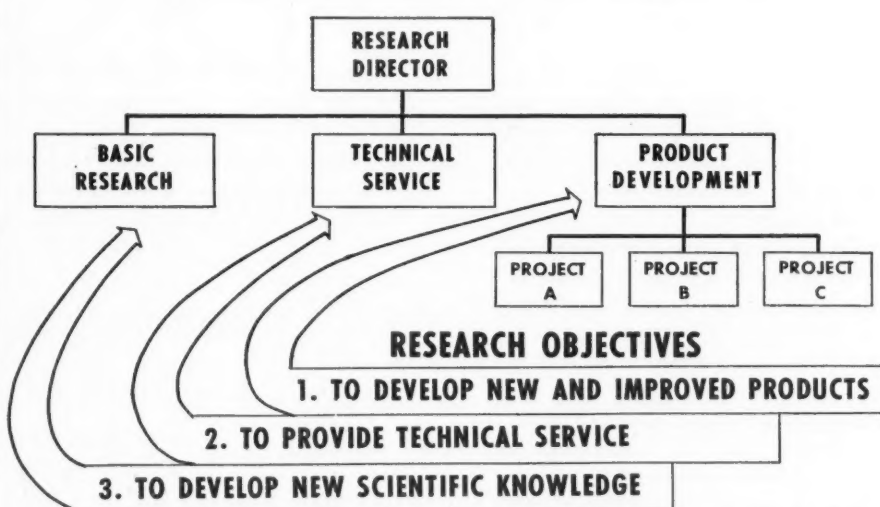 RESEARCH
DIRECTOR
BASIC
RESEARCH
TECHNICAL
SERVICE
PRODUCT
DEVELOPMENT
PROJECT
A
PROJECT
B
PROJECT
C
RESEARCH OBJECTIVES
1. TO DEVELOP NEW AND IMPROVED PRODUCTS
2. TO PROVIDE TECHNICAL SERVICE
3. TO DEVELOP NEW SCIENTIFIC KNOWLEDGE